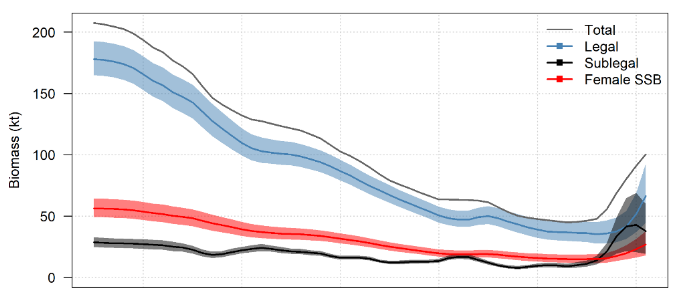 200
150
100
50
0
Biomass (kt)
Total
Legal
Sublegal
Female SSB